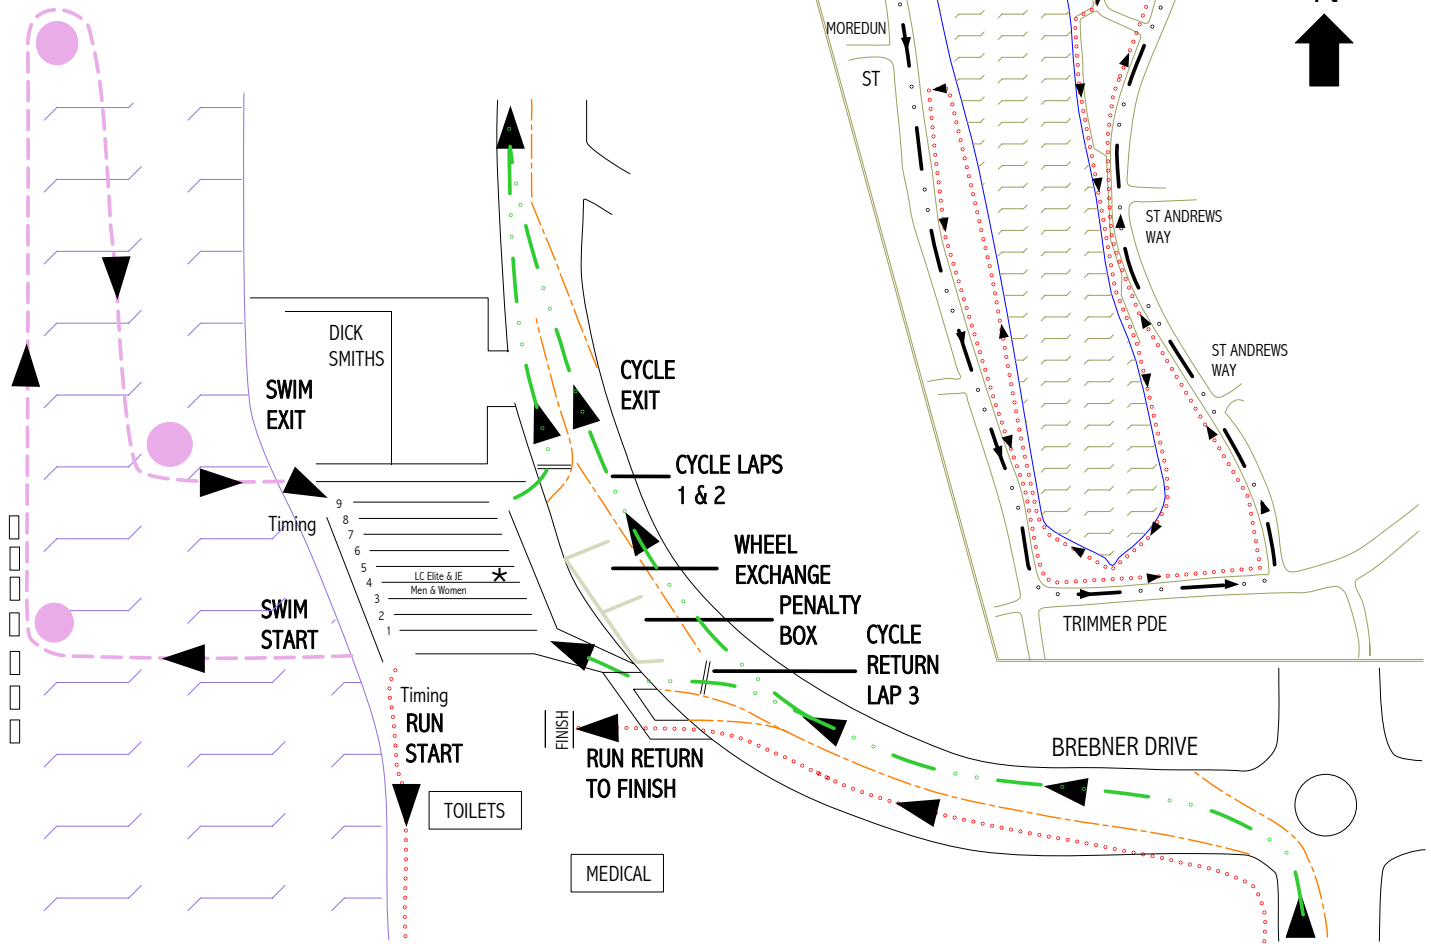 MOREDUN
ST
ST ANDREWS
WAY
ST ANDREWS
WAY
TRIMMER PDE
DICK
SMITHS
SWIM
EXIT
Timing
9
8
7
6
5
4
3
2
1
LC Elite & JE
Men & Women
*
SWIM
START
Timing
RUN
START
TOILETS
MEDICAL
FINISH
RUN RETURN
TO FINISH
CYCLE
EXIT
CYCLE LAPS
1 & 2
WHEEL
EXCHANGE
PENALTY
BOX
CYCLE
RETURN
LAP 3
BREBNER DRIVE